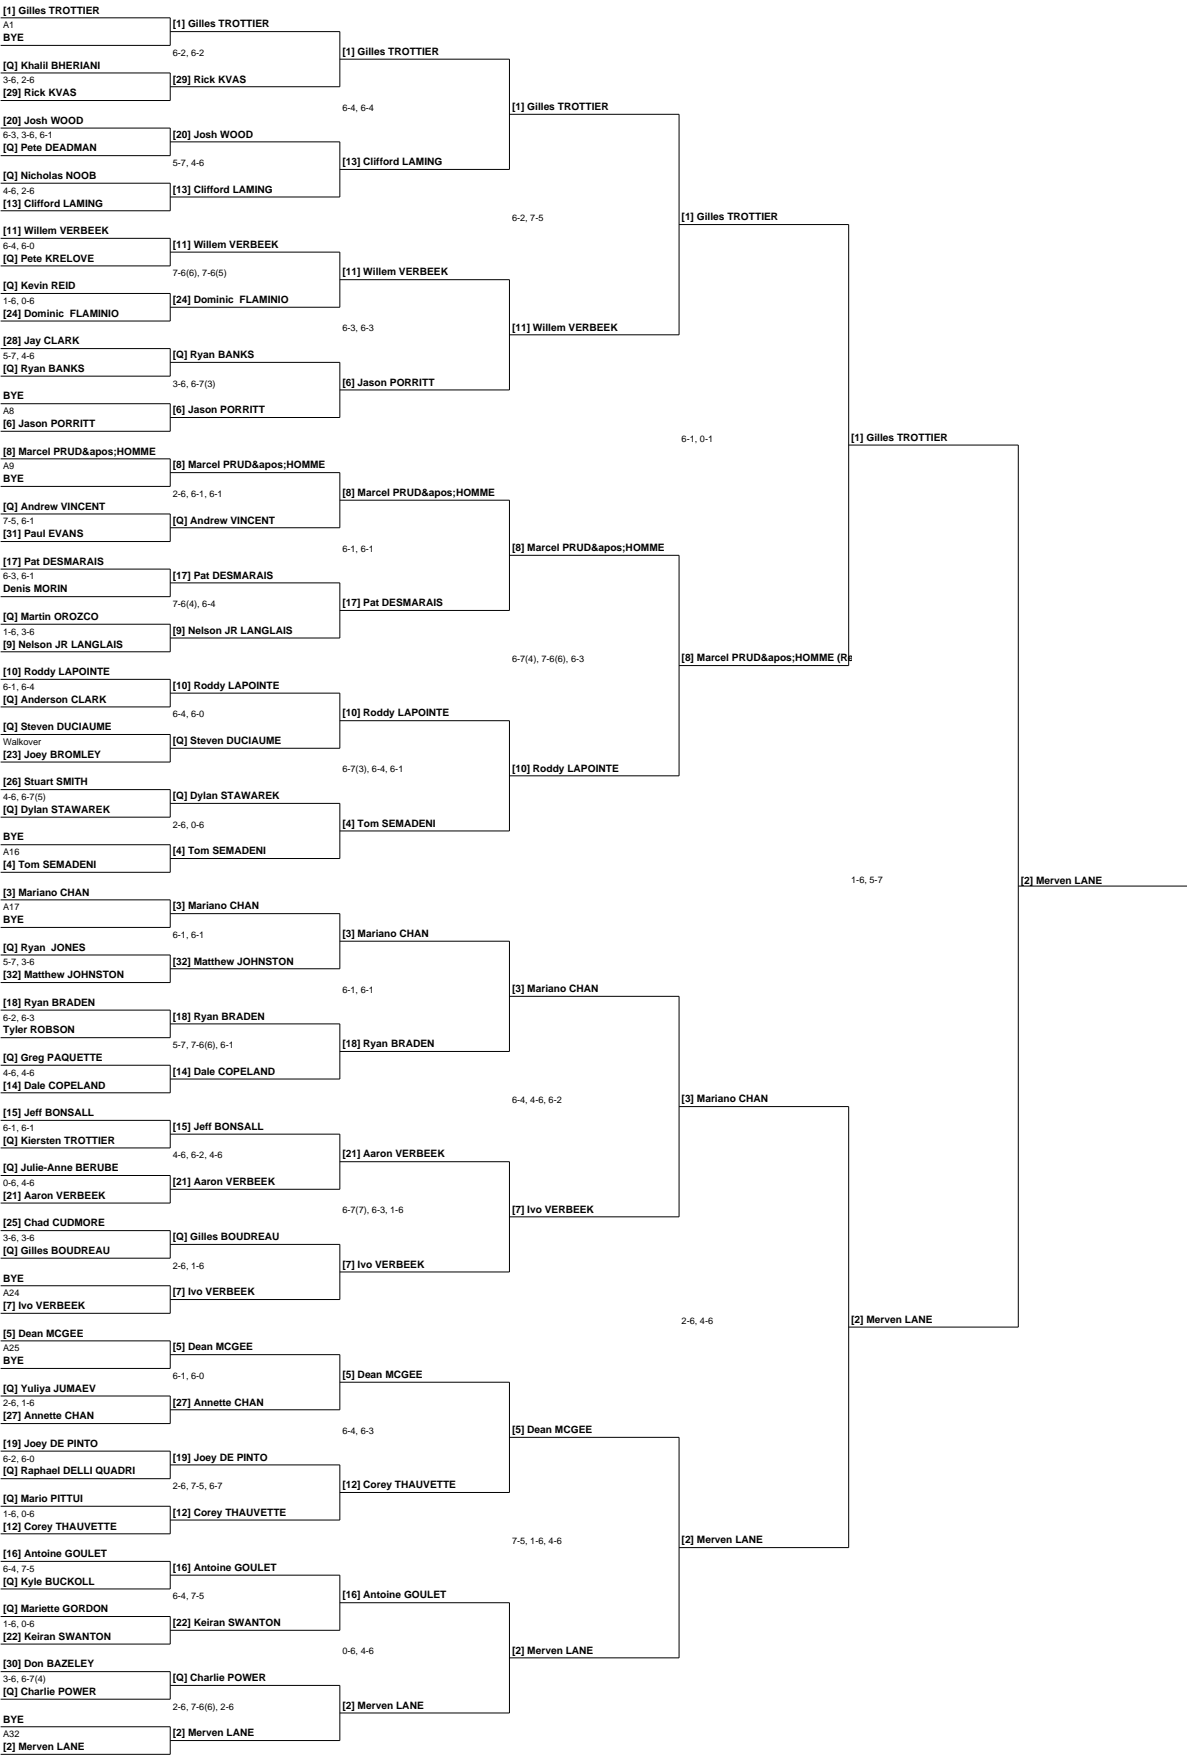 [1] Gilles TROTTIER
A1
BYE
[Q] Khalil BHERIANI
3-6, 2-6
[29] Rick KVAS
[20] Josh WOOD
6-3, 3-6, 6-1
[Q] Pete DEADMAN
[Q] Nicholas NOOB
4-6, 2-6
[13] Clifford LAMING
[11] Willem VERBEEK
6-4, 6-0
[Q] Pete KRELOVE
[Q] Kevin REID
1-6, 0-6
[24] Dominic  FLAMINIO
[28] Jay CLARK
5-7, 4-6
[Q] Ryan BANKS
BYE
A8
[6] Jason PORRITT
[8] Marcel PRUD&apos;HOMME
A9
BYE
[Q] Andrew VINCENT
7-5, 6-1
[31] Paul EVANS
[17] Pat DESMARAIS
6-3, 6-1
Denis MORIN
[Q] Martin OROZCO
1-6, 3-6
[9] Nelson JR LANGLAIS
[10] Roddy LAPOINTE
6-1, 6-4
[Q] Anderson CLARK
[Q] Steven DUCIAUME
Walkover
[23] Joey BROMLEY
[26] Stuart SMITH
4-6, 6-7(5)
[Q] Dylan STAWAREK
BYE
A16
[4] Tom SEMADENI
[3] Mariano CHAN
A17
BYE
[Q] Ryan  JONES
5-7, 3-6
[32] Matthew JOHNSTON
[18] Ryan BRADEN
6-2, 6-3
Tyler ROBSON
[Q] Greg PAQUETTE
4-6, 4-6
[14] Dale COPELAND
[15] Jeff BONSALL
6-1, 6-1
[Q] Kiersten TROTTIER
[Q] Julie-Anne BERUBE
0-6, 4-6
[21] Aaron VERBEEK
[25] Chad CUDMORE
3-6, 3-6
[Q] Gilles BOUDREAU
BYE
A24
[7] Ivo VERBEEK
[5] Dean MCGEE
A25
BYE
[Q] Yuliya JUMAEV
2-6, 1-6
[27] Annette CHAN
[19] Joey DE PINTO
6-2, 6-0
[Q] Raphael DELLI QUADRI
[Q] Mario PITTUI
1-6, 0-6
[12] Corey THAUVETTE
[16] Antoine GOULET
6-4, 7-5
[Q] Kyle BUCKOLL
[Q] Mariette GORDON
1-6, 0-6
[22] Keiran SWANTON
[30] Don BAZELEY
3-6, 6-7(4)
[Q] Charlie POWER
BYE
A32
[2] Merven LANE
[1] Gilles TROTTIER
6-2, 6-2
[29] Rick KVAS
[20] Josh WOOD
5-7, 4-6
[13] Clifford LAMING
[11] Willem VERBEEK
7-6(6), 7-6(5)
[24] Dominic  FLAMINIO
[Q] Ryan BANKS
3-6, 6-7(3)
[6] Jason PORRITT
[8] Marcel PRUD&apos;HOMME
2-6, 6-1, 6-1
[Q] Andrew VINCENT
[17] Pat DESMARAIS
7-6(4), 6-4
[9] Nelson JR LANGLAIS
[10] Roddy LAPOINTE
6-4, 6-0
[Q] Steven DUCIAUME
[Q] Dylan STAWAREK
2-6, 0-6
[4] Tom SEMADENI
[3] Mariano CHAN
6-1, 6-1
[32] Matthew JOHNSTON
[18] Ryan BRADEN
5-7, 7-6(6), 6-1
[14] Dale COPELAND
[15] Jeff BONSALL
4-6, 6-2, 4-6
[21] Aaron VERBEEK
[Q] Gilles BOUDREAU
2-6, 1-6
[7] Ivo VERBEEK
[5] Dean MCGEE
6-1, 6-0
[27] Annette CHAN
[19] Joey DE PINTO
2-6, 7-5, 6-7
[12] Corey THAUVETTE
[16] Antoine GOULET
6-4, 7-5
[22] Keiran SWANTON
[Q] Charlie POWER
2-6, 7-6(6), 2-6
[2] Merven LANE
[1] Gilles TROTTIER
6-4, 6-4
[13] Clifford LAMING
[11] Willem VERBEEK
6-3, 6-3
[6] Jason PORRITT
[8] Marcel PRUD&apos;HOMME
6-1, 6-1
[17] Pat DESMARAIS
[10] Roddy LAPOINTE
6-7(3), 6-4, 6-1
[4] Tom SEMADENI
[3] Mariano CHAN
6-1, 6-1
[18] Ryan BRADEN
[21] Aaron VERBEEK
6-7(7), 6-3, 1-6
[7] Ivo VERBEEK
[5] Dean MCGEE
6-4, 6-3
[12] Corey THAUVETTE
[16] Antoine GOULET
0-6, 4-6
[2] Merven LANE
[1] Gilles TROTTIER
6-2, 7-5
[11] Willem VERBEEK
[8] Marcel PRUD&apos;HOMME
6-7(4), 7-6(6), 6-3
[10] Roddy LAPOINTE
[3] Mariano CHAN
6-4, 4-6, 6-2
[7] Ivo VERBEEK
[5] Dean MCGEE
7-5, 1-6, 4-6
[2] Merven LANE
[1] Gilles TROTTIER
6-1, 0-1
[8] Marcel PRUD&apos;HOMME (Re
[3] Mariano CHAN
2-6, 4-6
[2] Merven LANE
[1] Gilles TROTTIER
1-6, 5-7
[2] Merven LANE
[2] Merven LANE